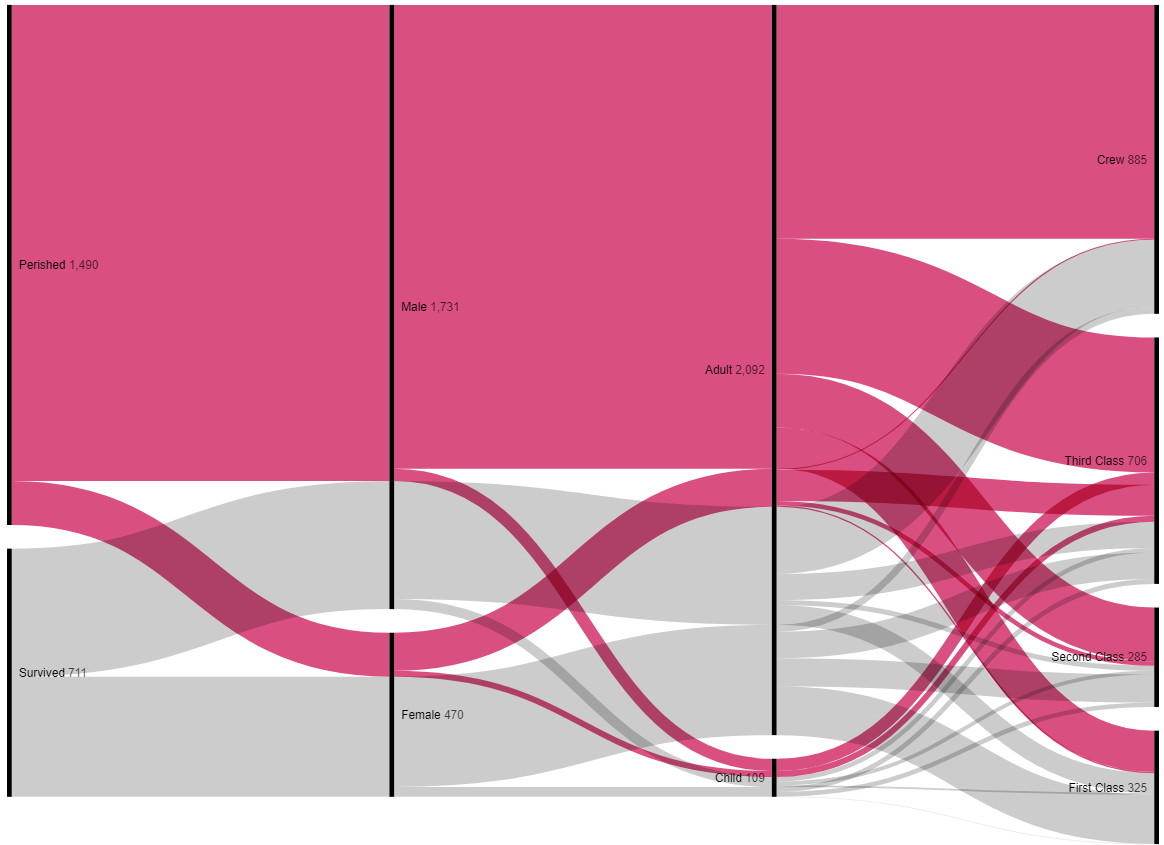 Perished 1,490
Survived 711
Male 1,731
Female 470
Adult 2,092
Child 109
Crew 885
Third Class 706
Second Class 285
First Class 325